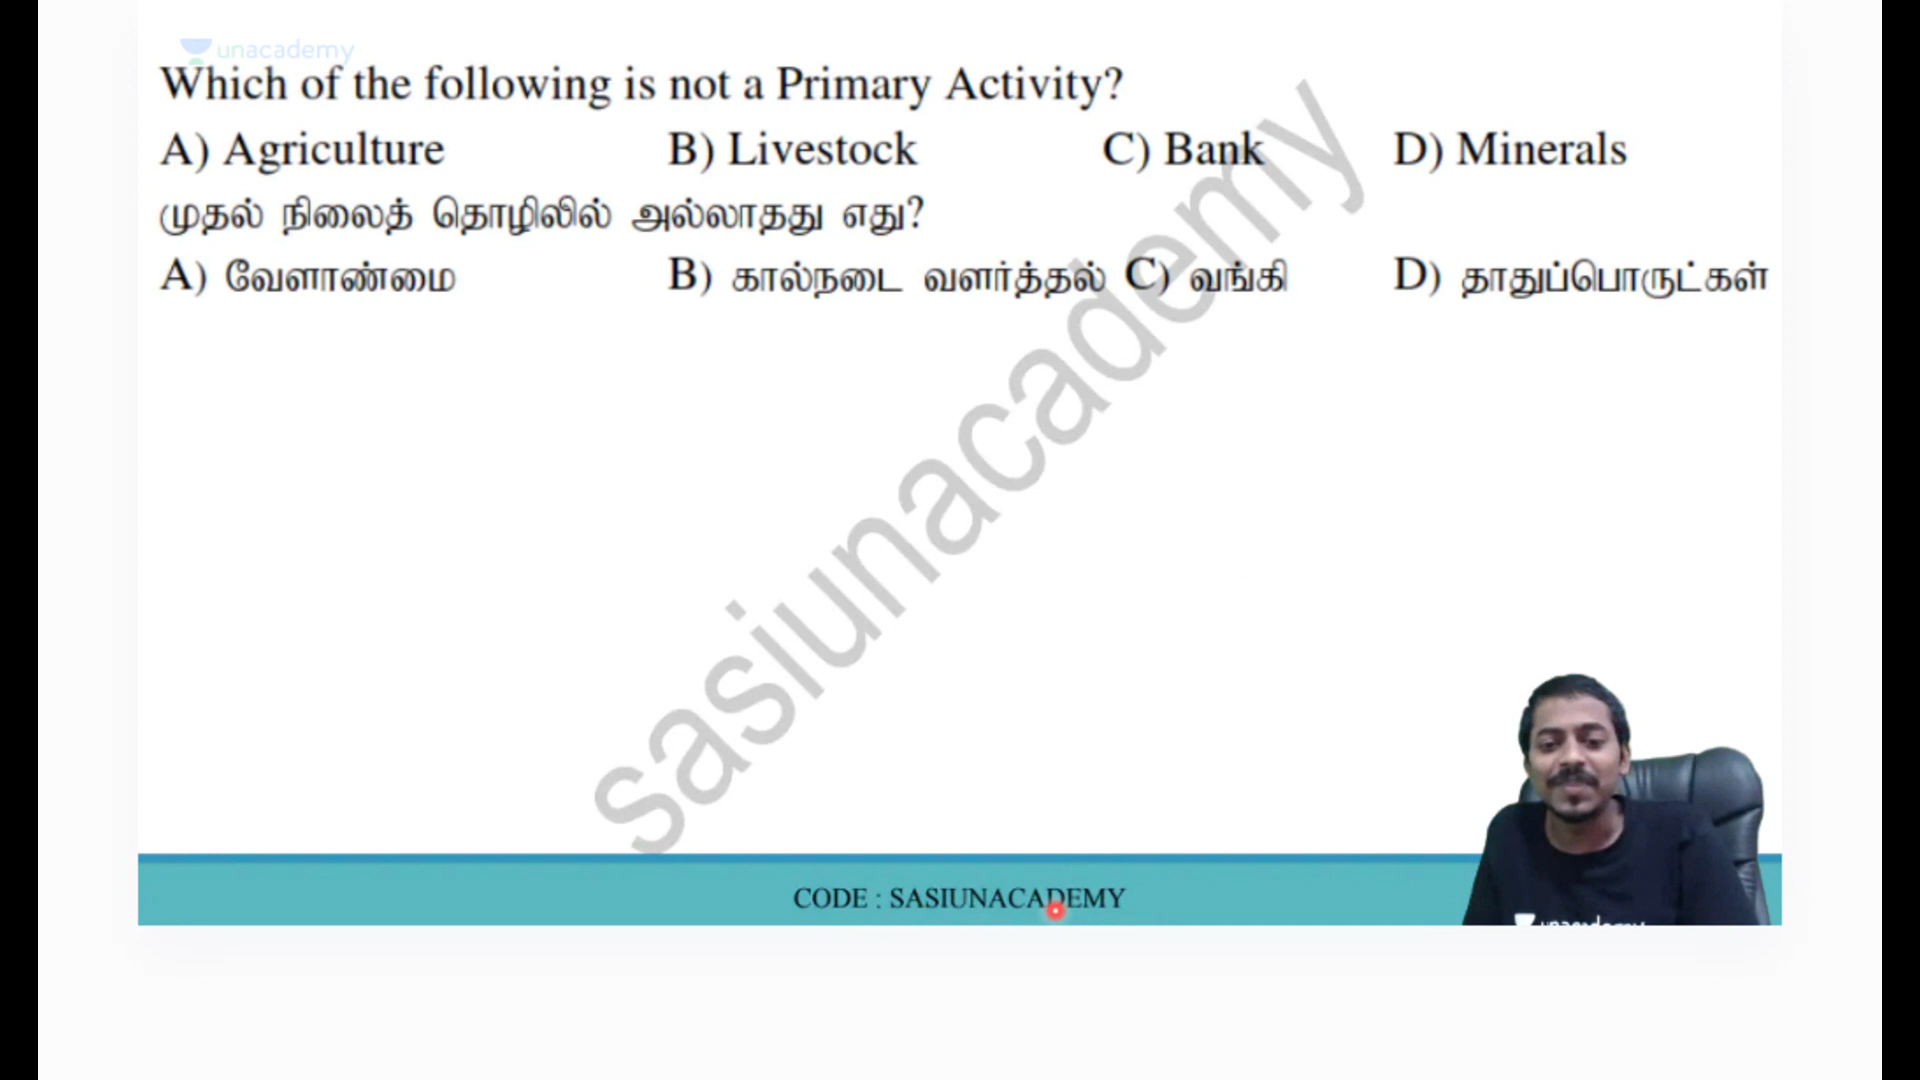 unacademy
Which of the following is not a Primary Activity?
A) Agriculture B) Livestock C) Bank D) Minerals
முதல் நிலைத் தொழிலில் அல்லாதது எது?
A) வேளாண்மை B) கால்நடை வளர்த்தல் C) வங்கி D) தாதுப்பொருட்கள்
sasiunacademy
CODE : SASIUNACADEMY
unacademy